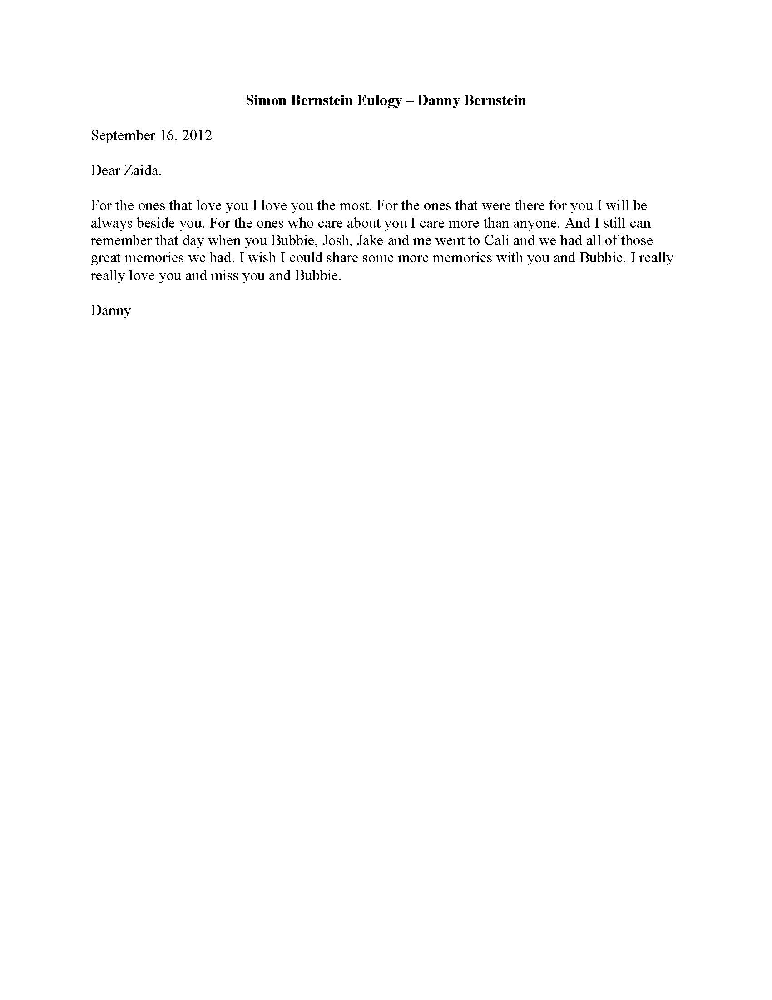 Simon Bernstein Eulogy – Danny Bernstein
September 16, 2012
Dear Zaida,
For the ones that love you I love you the most. For the ones that were there for you I will be
always beside you. For the ones who care about you I care more than anyone. And I still can
remember that day when you Bubbie, Josh, Jake and me went to Cali and we had all of those
great memories we had. I wish I could share some more memories with you and Bubbie. I really
really love you and miss you and Bubbie.
Danny